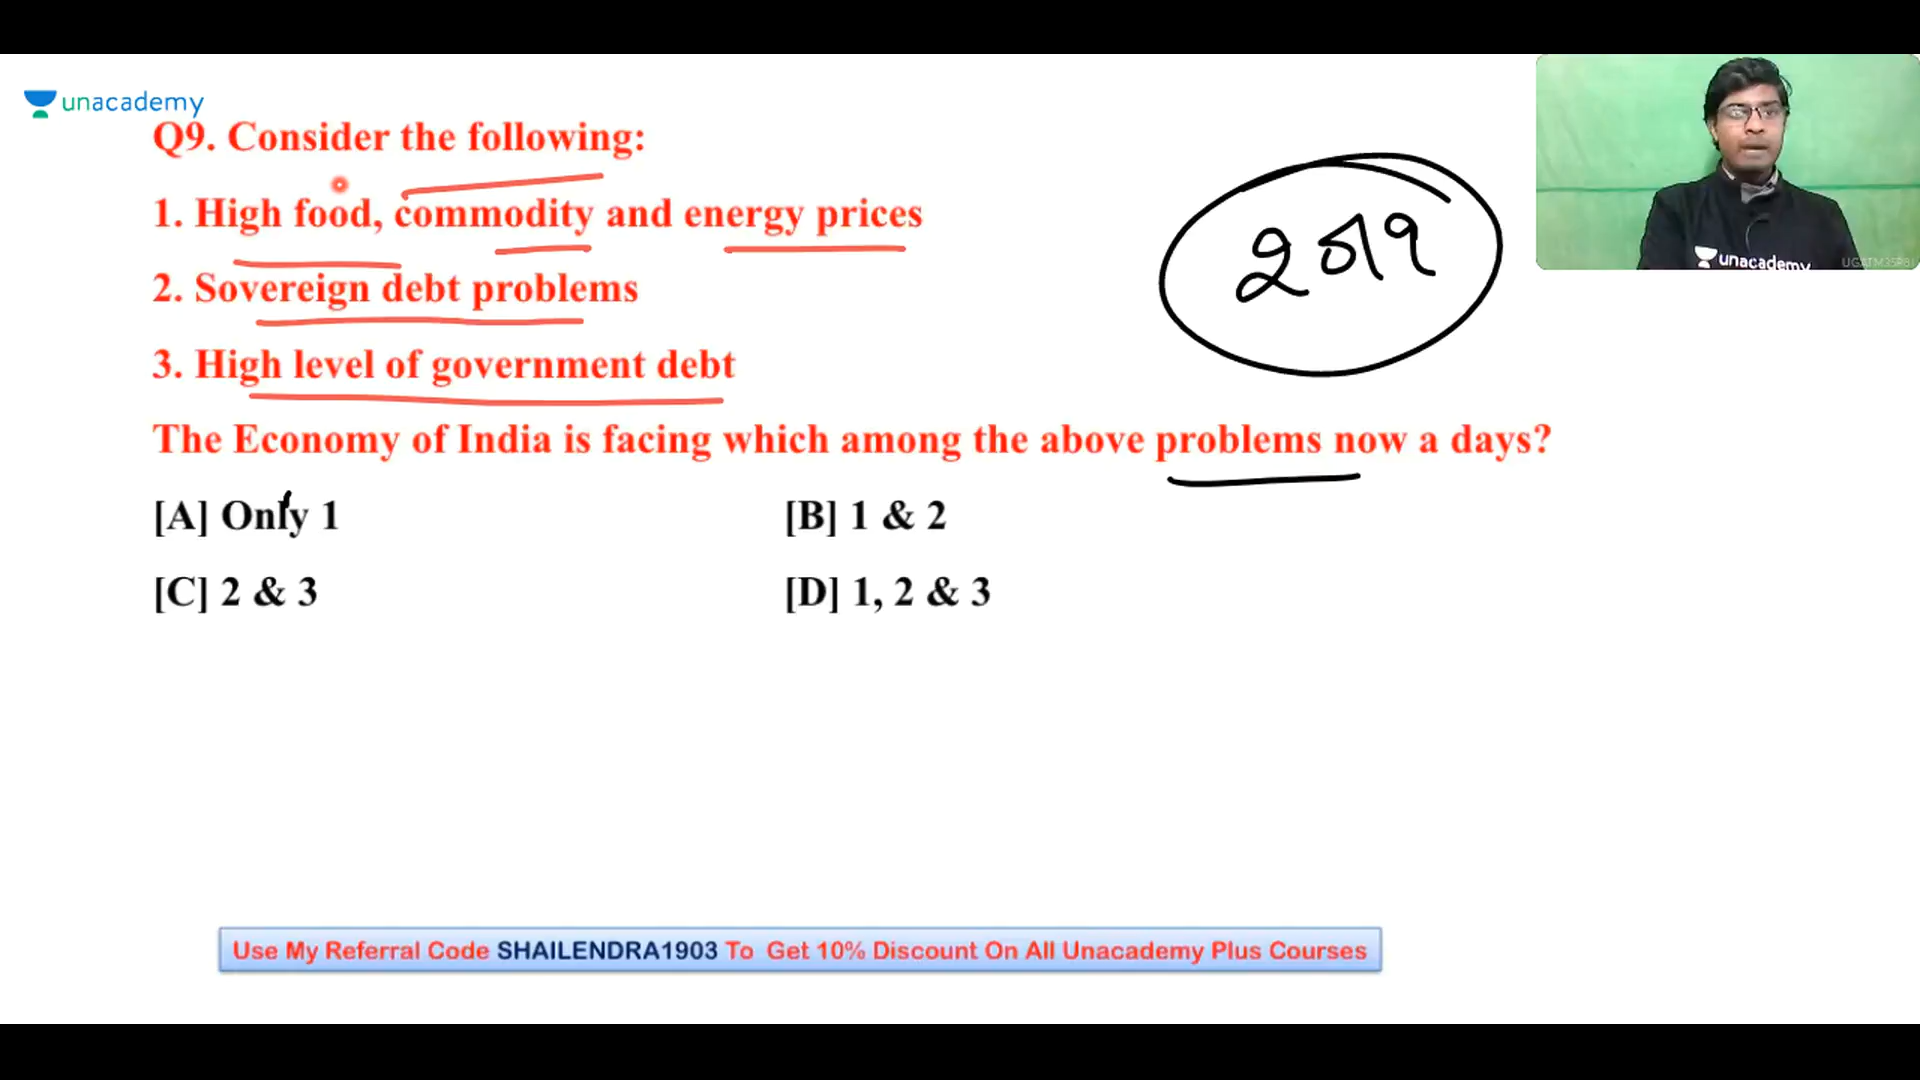 unacademy
Q9. Consider the following:
1. High food, commodity and energy prices
2. Sovereign debt problems
3. High level of government debt
The Economy of India is facing which among the above problems now a days?
[A] Only 1
[B] 1 & 2
[C] 2 & 3
[D] 1, 2 & 3
unacademy
Use My Referral Code SHAILENDRA1903 To Get 10% Discount On All Unacademy Plus Courses